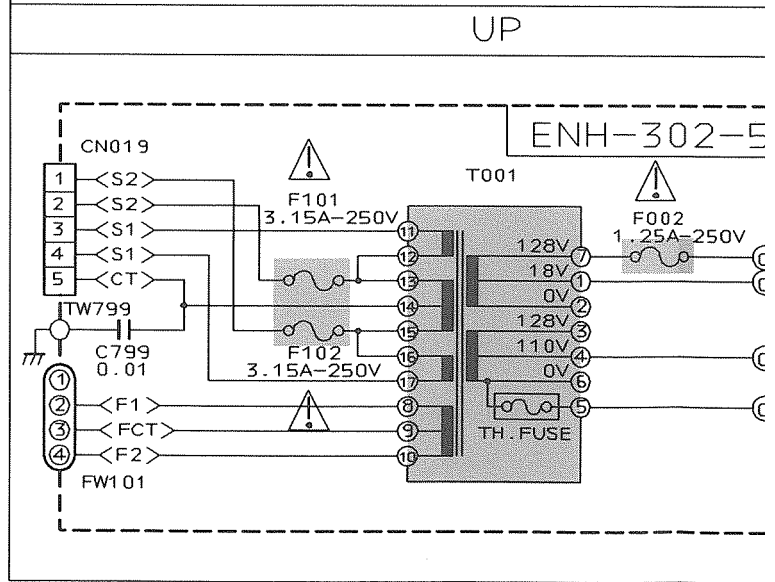 UP
ENH-302-5
CN019
T001
F101
3.15A-250V
F002
1.25A-250V
1 <S2>
2 <S2>
3 <S1>
4 <S1>
5 <CT>
11
12
13
14
15
16
17
8
9
10
128V 7
18V 1
0V 2
128V 3
110V 4
0V 6
5
TH.FUSE
TW799
C799
0.01
F102
3.15A-250V
1
2 <F1>
3 <FCT>
4 <F2>
FW101